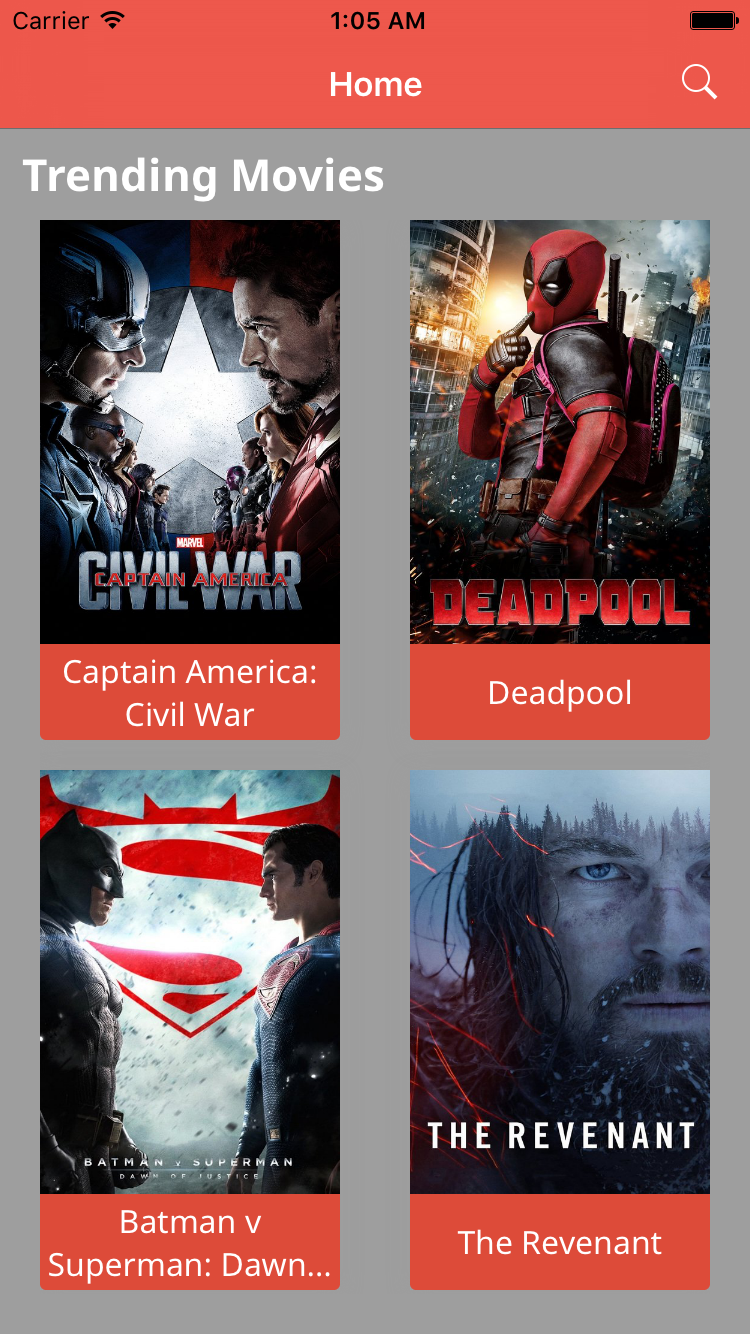 Carrier 1:05 AM
Home
Trending Movies
MARVEL
CIVIL WAR
CAPTAIN AMERICA
Captain America:
Civil War
DEADPOOL
Deadpool
BATMAN v SUPERMAN
DAWN OF JUSTICE
Batman v
Superman: Dawn...
THE REVENANT
The Revenant